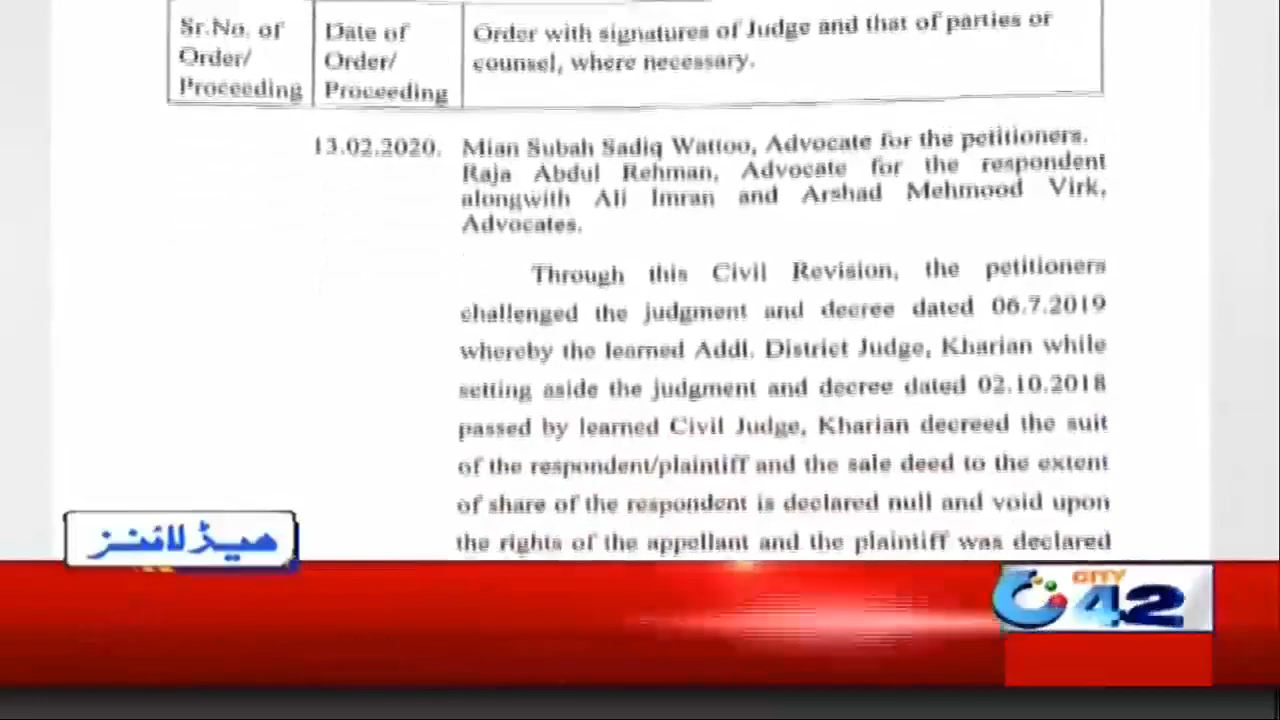 Sr.No. of
Order/
Proceeding
Date of
Order/
Proceeding
Order with signatures of Judge and that of parties or
counsel, where necessary.
13.02.2020. Mian Subah Sadiq Wattoo, Advocate for the petitioners.
Raja Abdul Rehman, Advocate for the respondent
alongwith Ali Imran and Arshad Mehmood Virk,
Advocates.
Through this Civil Revision, the petitioners
challenged the judgment and decree dated 06.7.2019
whereby the learned Addl. District Judge, Kharian while
setting aside the judgment and decree dated 02.10.2018
passed by learned Civil Judge, Kharian decreed the suit
of the respondent/plaintiff and the sale deed to the extent
of share of the respondent is declared null and void upon
the rights of the appellant and the plaintiff was declared
ہیڈ لائنز
CITY
42